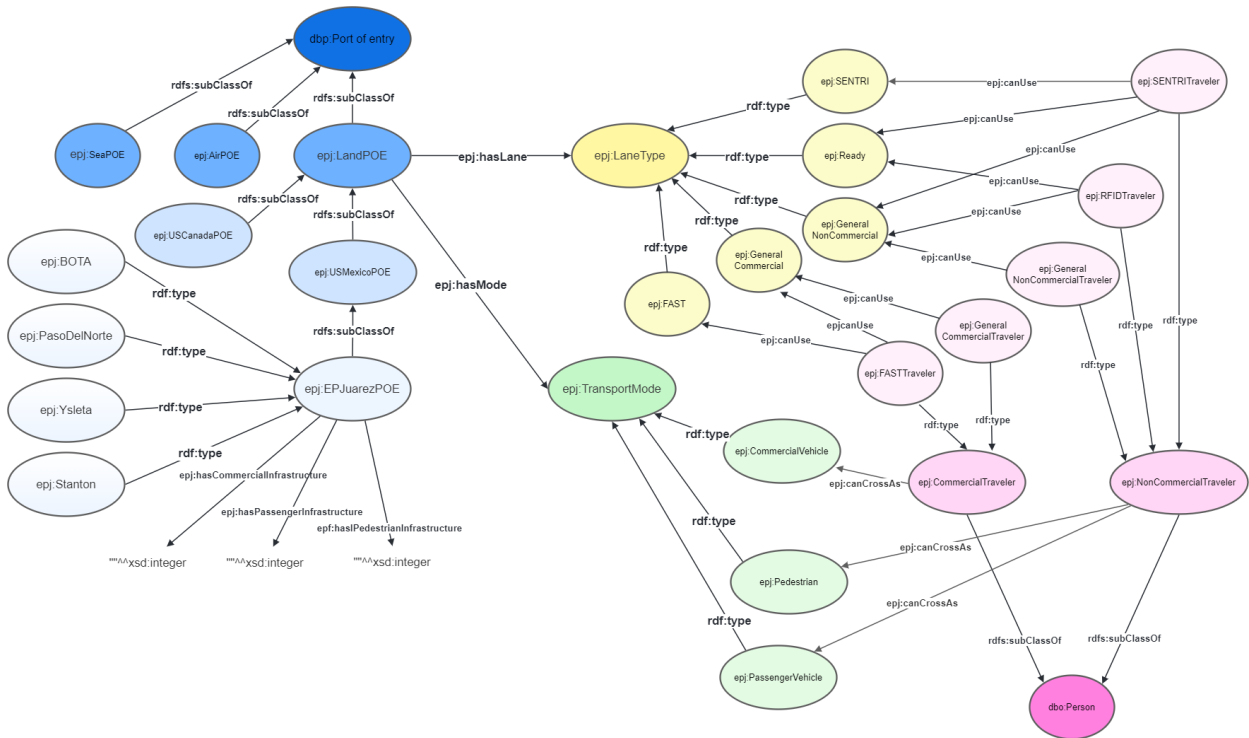 dbp:Port of entry
rdfs:subClassOf
rdfs:subClassOf
rdfs:subClassOf
epj:SeaPOE
epj:AirPOE
epj:LandPOE
epj:hasLane
epj:LaneType
rdf:type
epj:SENTRI
epj:canUse
epj:SENTRITraveler
epj:canUse
rdf:type
epj:Ready
epj:canUse
epj:canUse
epj:RFIDTraveler
rdfs:subClassOf
rdfs:subClassOf
epj:USCanadaPOE
epj:USMexicoPOE
rdf:type
rdf:type
rdf:type
epj:General
NonCommercial
epj:canUse
epj:canUse
epj:General
NonCommercialTraveler
epj:General
Commercial
epj:BOTA
rdf:type
epj:hasMode
epj:FAST
epj:canUse
epjcanUse
epj:canUse
epj:General
CommercialTraveler
rdf:type
rdf:type
rdf:type
rdfs:subClassOf
epj:PasoDelNorte
rdf:type
epj:EPJuarezPOE
epj:TransportMode
epj:FASTTraveler
epj:Ysleta
rdf:type
rdf:type
rdf:type
rdf:type
epj:CommercialVehicle
rdf:type
epj:Stanton
epj:hasCommercialInfrastructure
epj:canCrossAs
epj:CommercialTraveler
epj:NonCommercialTraveler
epj:hasPassengerInfrastructure
epf:hasIPedestrianInfrastructure
rdf:type
""^^xsd:integer
""^^xsd:integer
""^^xsd:integer
epj:canCrossAs
epj:Pedestrian
epj:canCrossAs
rdf:type
rdfs:subClassOf
rdfs:subClassOf
epj:PassengerVehicle
dbo:Person